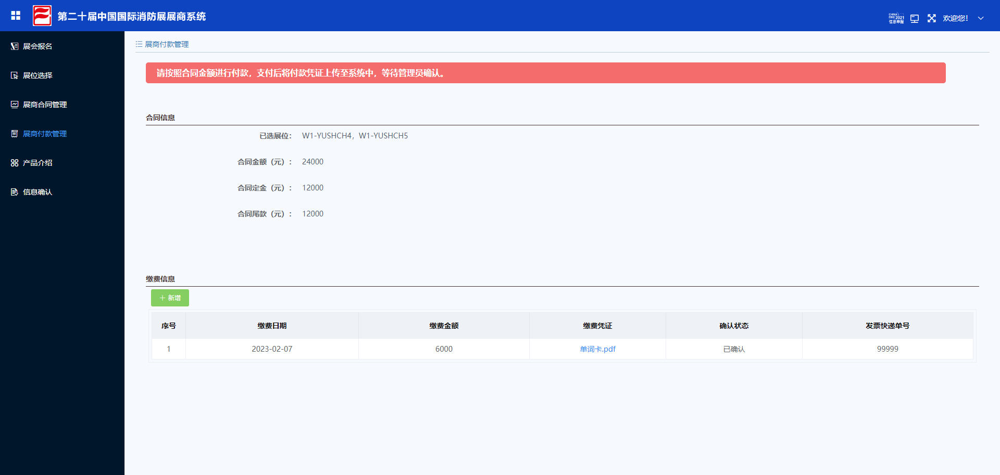 第二十届中国国际消防展展商系统
CHINA
FIRE 2021
信息申报
欢迎您!
展会报名
展位选择
展商合同管理
展商付款管理
产品介绍
信息确认
展商付款管理
请按照合同金额进行付款，支付后将付款凭证上传至系统中，等待管理员确认。
合同信息
已选展位： W1-YUSHCH4，W1-YUSHCH5
合同金额（元）： 24000
合同定金（元）： 12000
合同尾款（元）： 12000
缴费信息
新增
序号 缴费日期 缴费金额 缴费凭证 确认状态 发票快递单号
1 2023-02-07 6000 单词卡.pdf 已确认 99999